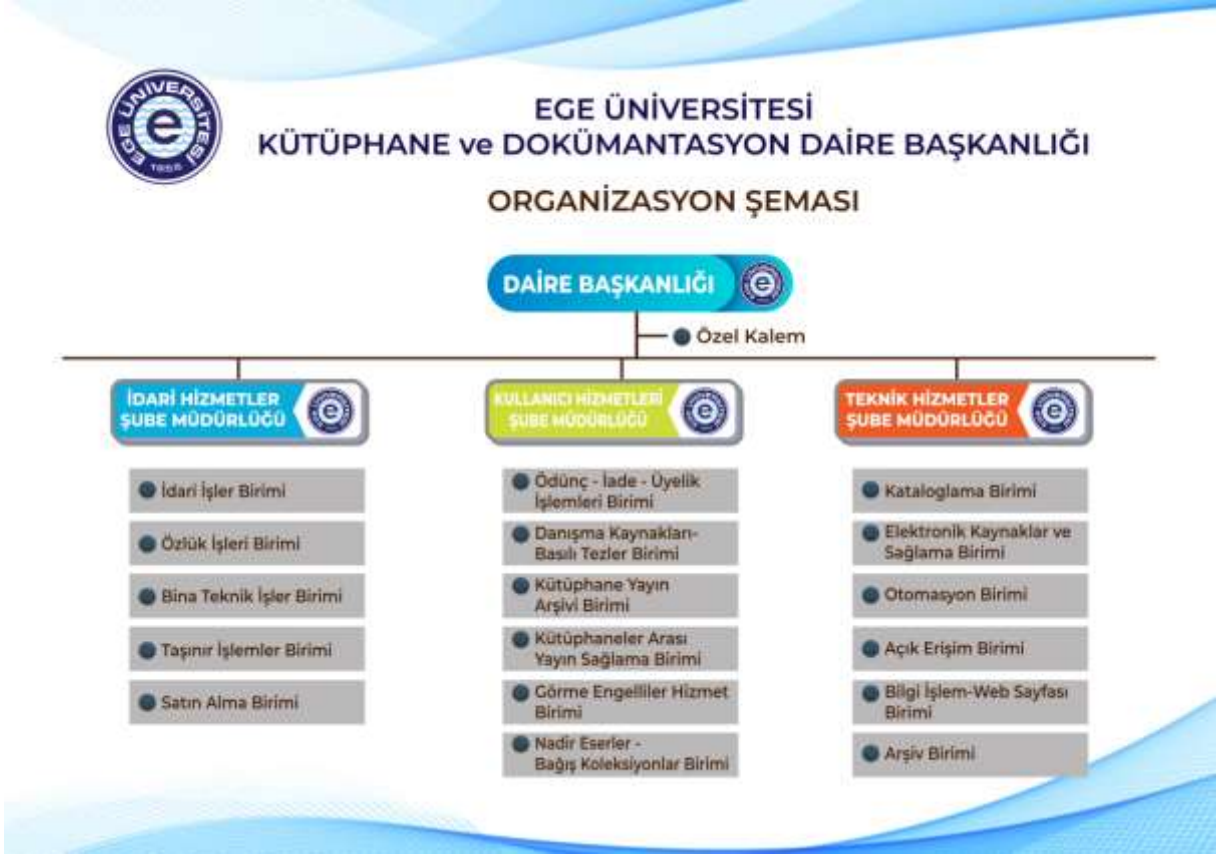 EGE ÜNİVERSİTESİ
1955
EGE ÜNİVERSİTESİ
KÜTÜPHANE ve DOKÜMANTASYON DAİRE BAŞKANLIĞI
ORGANİZASYON ŞEMASI
DAİRE BAŞKANLIĞI
Özel Kalem
İDARİ HİZMETLER
ŞUBE MÜDÜRLÜĞÜ
İdari İşler Birimi
Özlük İşleri Birimi
Bina Teknik İşler Birimi
Taşınır İşlemler Birimi
Satın Alma Birimi
KULLANICI HİZMETLERİ
ŞUBE MÜDÜRLÜĞÜ
Ödünç - İade - Üyelik
İşlemleri Birimi
Danışma Kaynakları-
Basılı Tezler Birimi
Kütüphane Yayın
Arşivi Birimi
Kütüphaneler Arası
Yayın Sağlama Birimi
Görme Engelliler Hizmet
Birimi
Nadir Eserler -
Bağış Koleksiyonlar Birimi
TEKNİK HİZMETLER
ŞUBE MÜDÜRLÜĞÜ
Kataloglama Birimi
Elektronik Kaynaklar ve
Sağlama Birimi
Otomasyon Birimi
Açık Erişim Birimi
Bilgi İşlem-Web Sayfası
Birimi
Arşiv Birimi